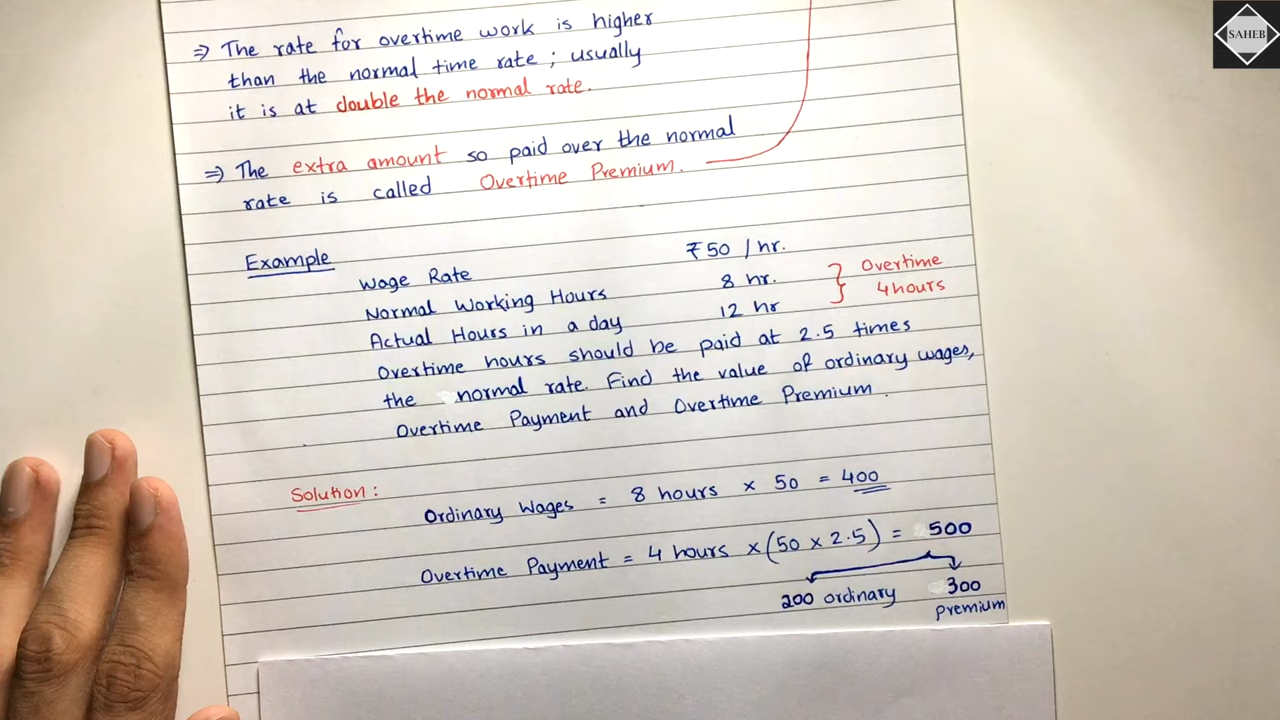 SAHEB
⇒ The rate for overtime work is higher
than the normal time rate ; usually
it is at double the normal rate.
⇒ The extra amount so paid over the normal
rate is called Overtime Premium.
Example
Wage Rate ₹50 / hr.
Normal Working Hours 8 hr.
Actual Hours in a day 12 hr
} Overtime
4 hours
Overtime hours should be paid at 2.5 times
the normal rate. Find the value of ordinary wages,
Overtime Payment and Overtime Premium.
Solution :
Ordinary Wages = 8 hours × 50 = 400
Overtime Payment = 4 hours × (50 × 2.5) = 500
200 ordinary 300
premium